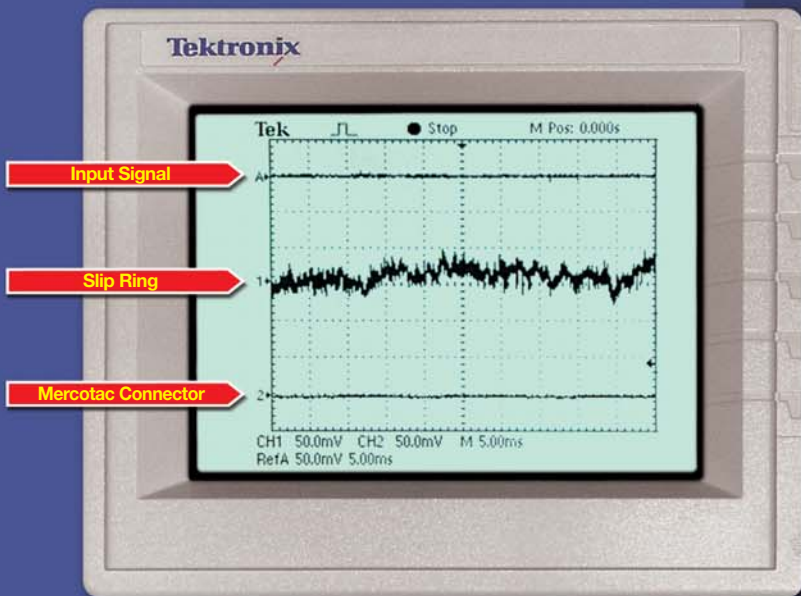 Tektronix
Tek Stop M Pos: 0.000s
Input Signal
A
Slip Ring
1
Mercotac Connector
2
CH1 50.0mV CH2 50.0mV M 5.00ms
RefA 50.0mV 5.00ms